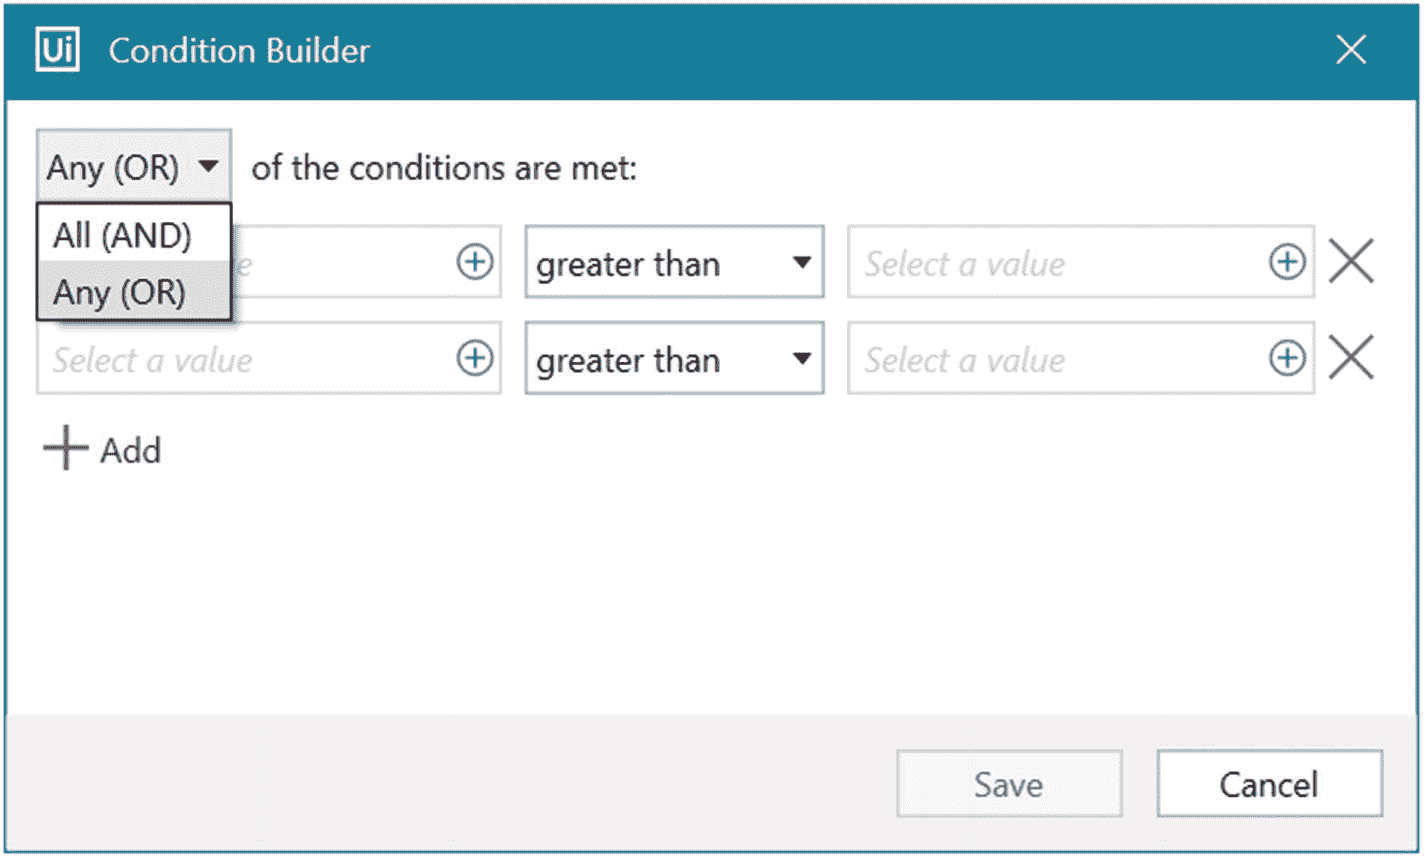 Ui Condition Builder
Any (OR) of the conditions are met:
All (AND)
Any (OR)
e greater than Select a value
Select a value greater than Select a value
Add
Save Cancel